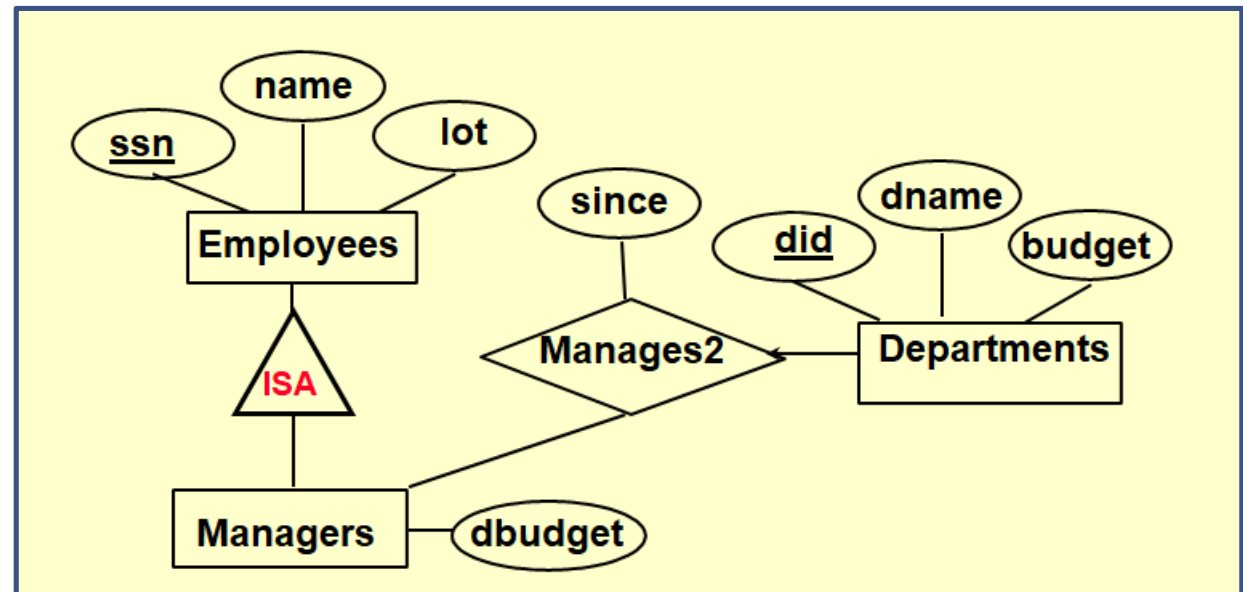 name
ssn
lot
Employees
since
did
dname
budget
Manages2
Departments
ISA
Managers
dbudget